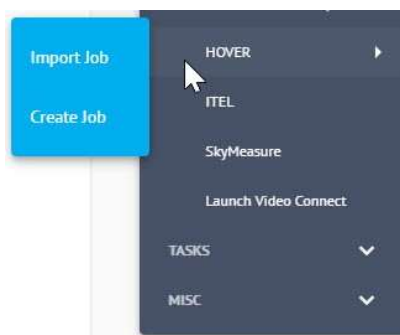 Import Job
Create Job
HOVER
ITEL
SkyMeasure
Launch Video Connect
TASKS
MISC